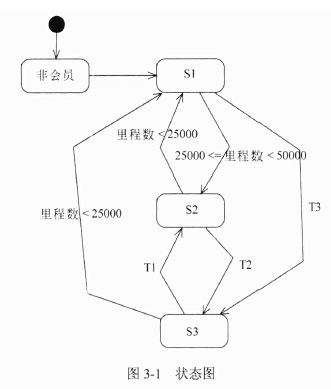 非会员
S1
里程数 < 25000
25000 <= 里程数 < 50000
里程数 < 25000
S2
T3
T1
T2
S3
图 3-1 状态图